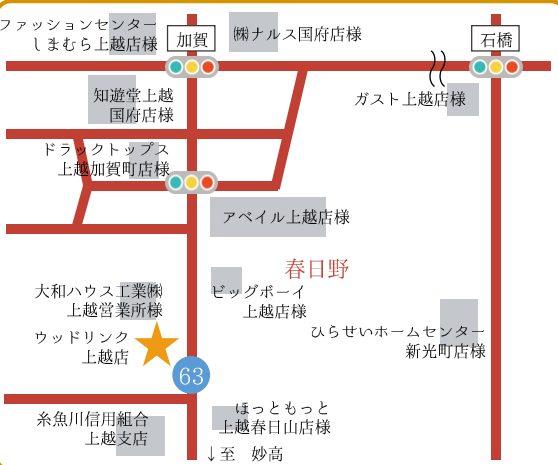 ファッションセンター
しまむら上越店様
加賀
㈱ナルス国府店様
石橋
知遊堂上越
国府店様
ガスト上越店様
ドラックトップス
上越加賀町店様
アベイル上越店様
春日野
大和ハウス工業㈱
上越営業所様
ビッグボーイ
上越店様
ウッドリンク
上越店
ひらせいホームセンター
新光町店様
63
糸魚川信用組合
上越支店
ほっともっと
上越春日山店様
↓至 妙高